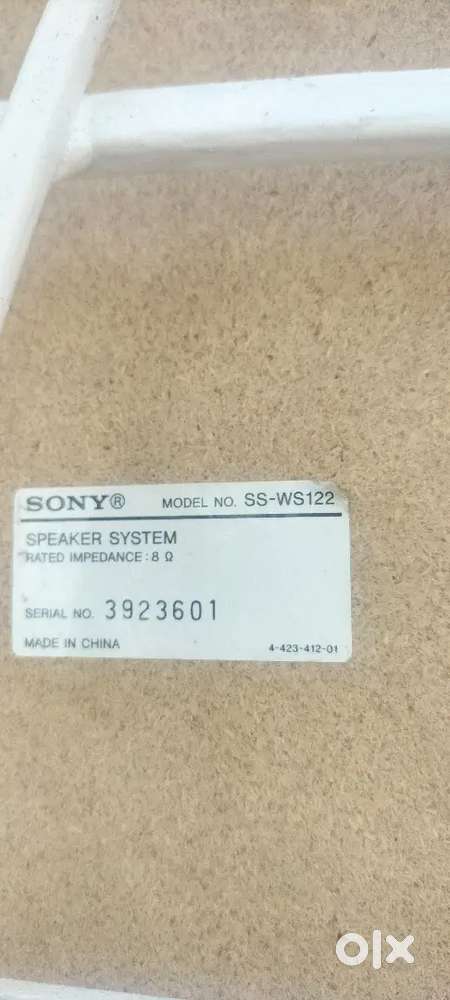 SONY® MODEL NO. SS-WS122
SPEAKER SYSTEM
RATED IMPEDANCE: 8 Ω
SERIAL NO. 3923601
MADE IN CHINA 4-423-412-01
olx